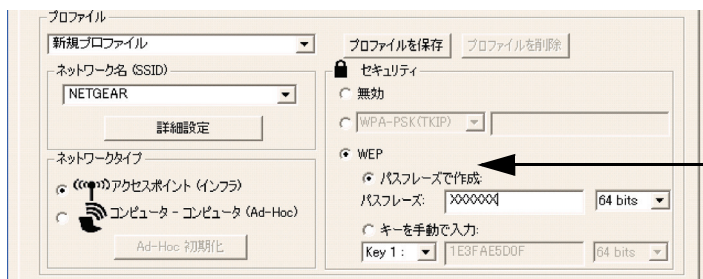 プロファイル
新規プロファイル
プロファイルを保存
プロファイルを削除
ネットワーク名 (SSID)
NETGEAR
詳細設定
ネットワークタイプ
アクセスポイント (インフラ)
コンピュータ - コンピュータ (Ad-Hoc)
Ad-Hoc 初期化
セキュリティ
無効
WPA-PSK(TKIP)
WEP
パスフレーズで作成:
パスフレーズ: XXXXXX 64 bits
キーを手動で入力:
Key 1 : 1E3FAE5D0F 64 bits